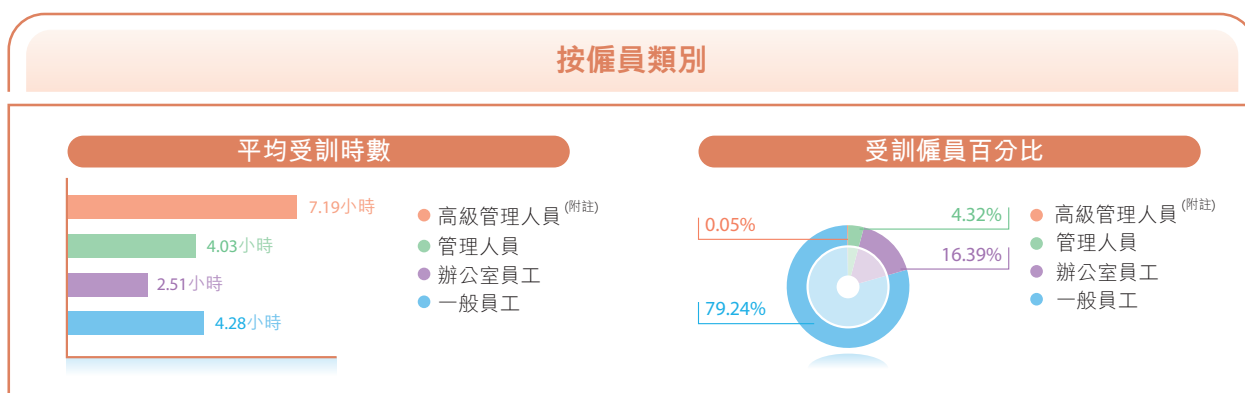 按僱員類別
平均受訓時數
7.19小時
4.03小時
2.51小時
4.28小時
高級管理人員(附註)
管理人員
辦公室員工
一般員工
受訓僱員百分比
0.05%
4.32%
16.39%
79.24%
高級管理人員(附註)
管理人員
辦公室員工
一般員工